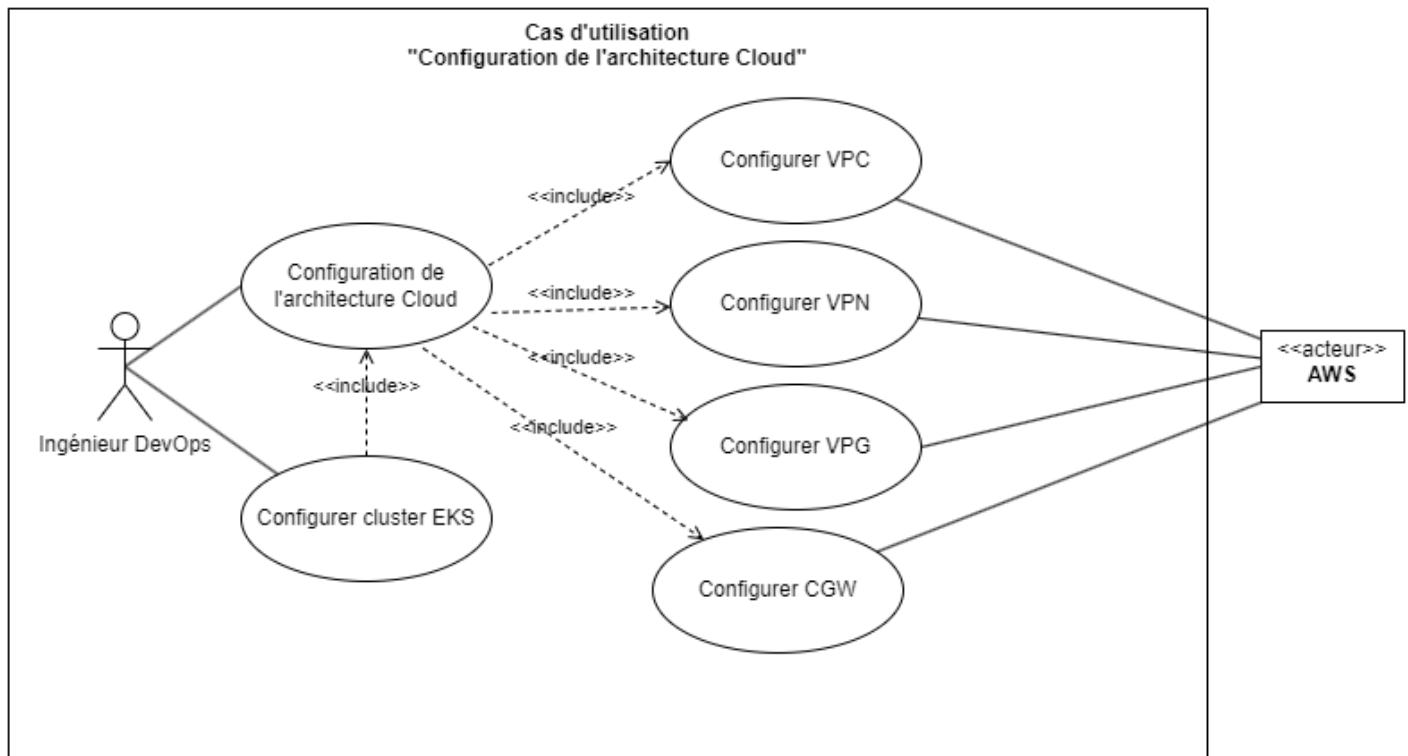 Cas d'utilisation
"Configuration de l'architecture Cloud"
Configurer VPC
<<include>>
Configuration de
l'architecture Cloud
<<include>>
Configurer VPN
<<include>>
<<include>>
<<acteur>>
AWS
<<include>>
Ingénieur DevOps
Configurer VPG
Configurer cluster EKS
Configurer CGW